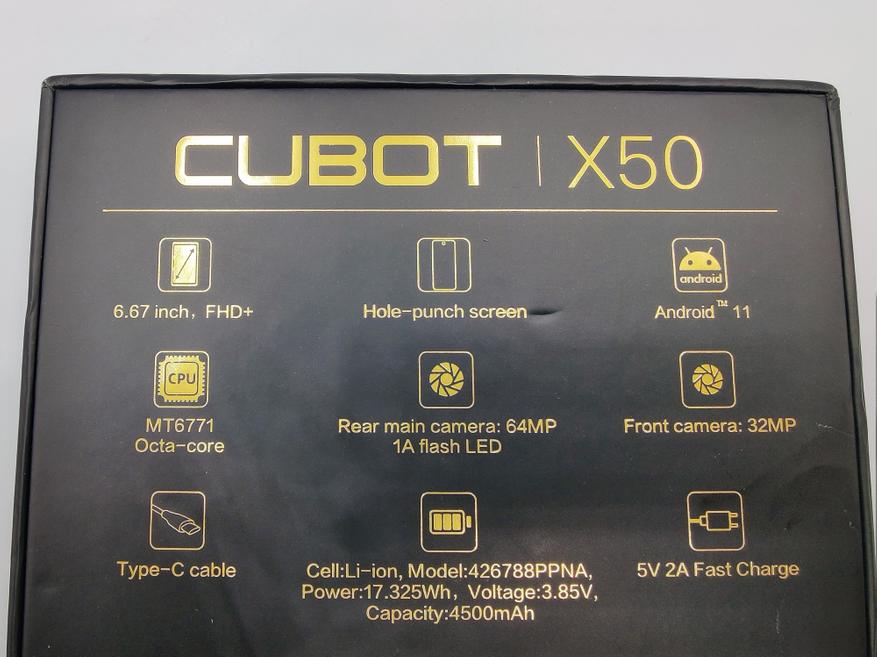 CUBOT | X50
6.67 inch, FHD+
Hole-punch screen
android
Android™ 11
CPU
MT6771
Octa-core
Rear main camera: 64MP
1A flash LED
Front camera: 32MP
Type-C cable
Cell:Li-ion, Model:426788PPNA,
Power:17.325Wh, Voltage:3.85V,
Capacity:4500mAh
5V 2A Fast Charge